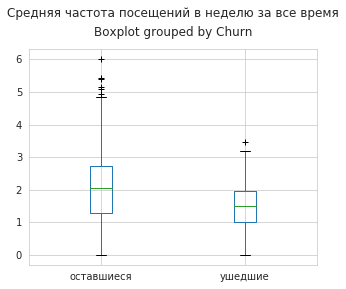 Средняя частота посещений в неделю за все время
Boxplot grouped by Churn
6
5
4
3
2
1
0
оставшиеся ушедшие